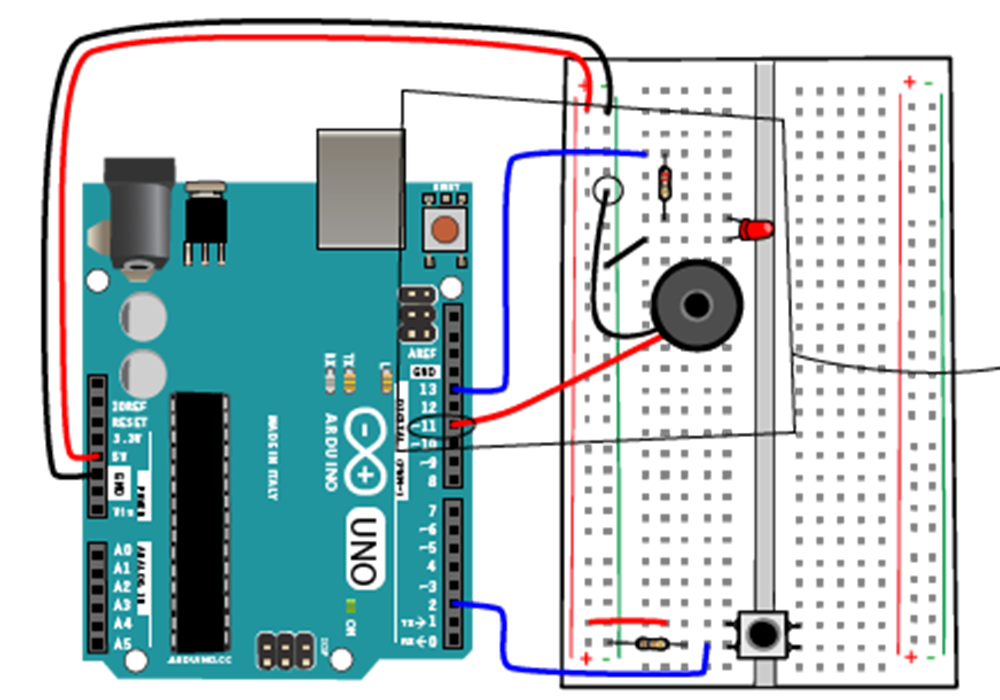 RESET
AREF
GND
13
12
~11
~10
~9
8
7
~6
~5
4
~3
2
TX→1
RX←0
RX
TX
L
DIGITAL (PWM~)
ARDUINO
UNO
MADE IN ITALY
IOREF
RESET
3.3V
5V
GND
Vin
POWER
A0
A1
A2
A3
A4
A5
ANALOG IN
ON
ICSP
ARDUINO.CC
+ -
+ -
+ -
+ -